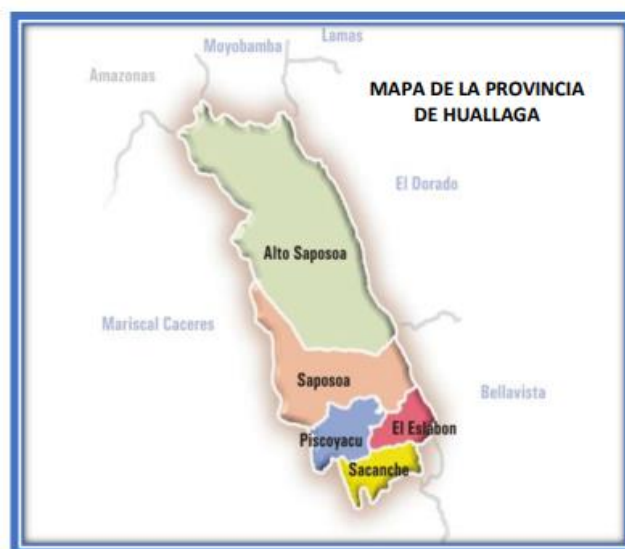 Lamas
Moyobamba
Amazonas
MAPA DE LA PROVINCIA
DE HUALLAGA
El Dorado
Alto Saposoa
Mariscal Caceres
Saposoa
Bellavista
El Eslabon
Piscoyacu
Sacanche